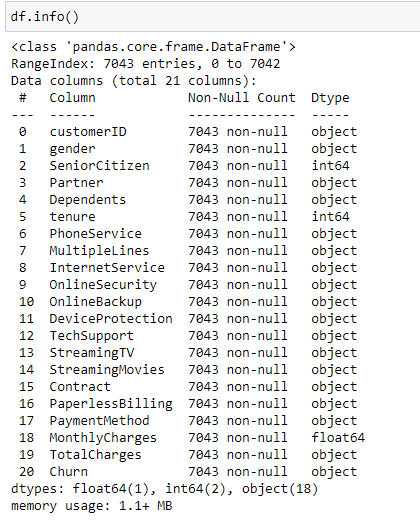 df.info()
<class 'pandas.core.frame.DataFrame'>
RangeIndex: 7043 entries, 0 to 7042
Data columns (total 21 columns):
 #   Column            Non-Null Count  Dtype
---  ------            --------------  -----
 0   customerID        7043 non-null   object
 1   gender            7043 non-null   object
 2   SeniorCitizen     7043 non-null   int64
 3   Partner           7043 non-null   object
 4   Dependents        7043 non-null   object
 5   tenure            7043 non-null   int64
 6   PhoneService      7043 non-null   object
 7   MultipleLines     7043 non-null   object
 8   InternetService   7043 non-null   object
 9   OnlineSecurity    7043 non-null   object
 10  OnlineBackup      7043 non-null   object
 11  DeviceProtection  7043 non-null   object
 12  TechSupport       7043 non-null   object
 13  StreamingTV       7043 non-null   object
 14  StreamingMovies   7043 non-null   object
 15  Contract          7043 non-null   object
 16  PaperlessBilling  7043 non-null   object
 17  PaymentMethod     7043 non-null   object
 18  MonthlyCharges    7043 non-null   float64
 19  TotalCharges      7043 non-null   object
 20  Churn             7043 non-null   object
dtypes: float64(1), int64(2), object(18)
memory usage: 1.1+ MB